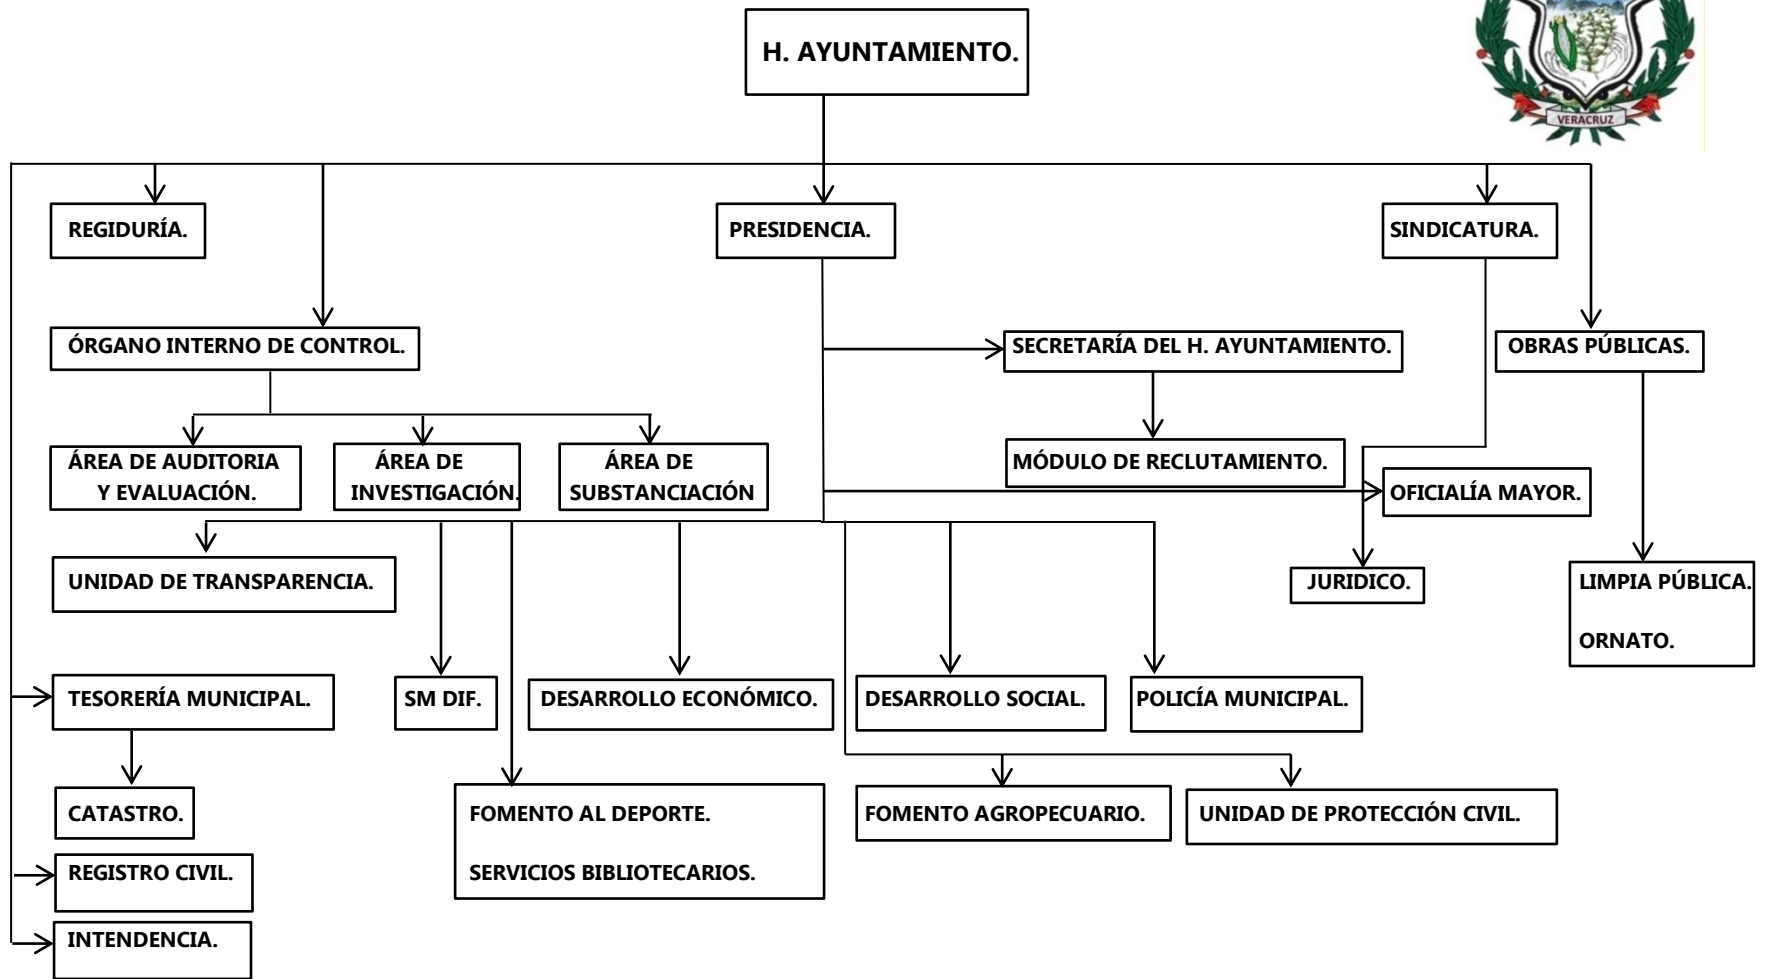 H. AYUNTAMIENTO.
VERACRUZ
REGIDURÍA.
PRESIDENCIA.
SINDICATURA.
ÓRGANO INTERNO DE CONTROL.
SECRETARÍA DEL H. AYUNTAMIENTO.
OBRAS PÚBLICAS.
ÁREA DE AUDITORIA
Y EVALUACIÓN.
ÁREA DE
INVESTIGACIÓN.
ÁREA DE
SUBSTANCIACIÓN
MÓDULO DE RECLUTAMIENTO.
OFICIALÍA MAYOR.
UNIDAD DE TRANSPARENCIA.
JURIDICO.
LIMPIA PÚBLICA.
ORNATO.
TESORERÍA MUNICIPAL.
SM DIF.
DESARROLLO ECONÓMICO.
DESARROLLO SOCIAL.
POLICÍA MUNICIPAL.
CATASTRO.
FOMENTO AL DEPORTE.
SERVICIOS BIBLIOTECARIOS.
FOMENTO AGROPECUARIO.
UNIDAD DE PROTECCIÓN CIVIL.
REGISTRO CIVIL.
INTENDENCIA.